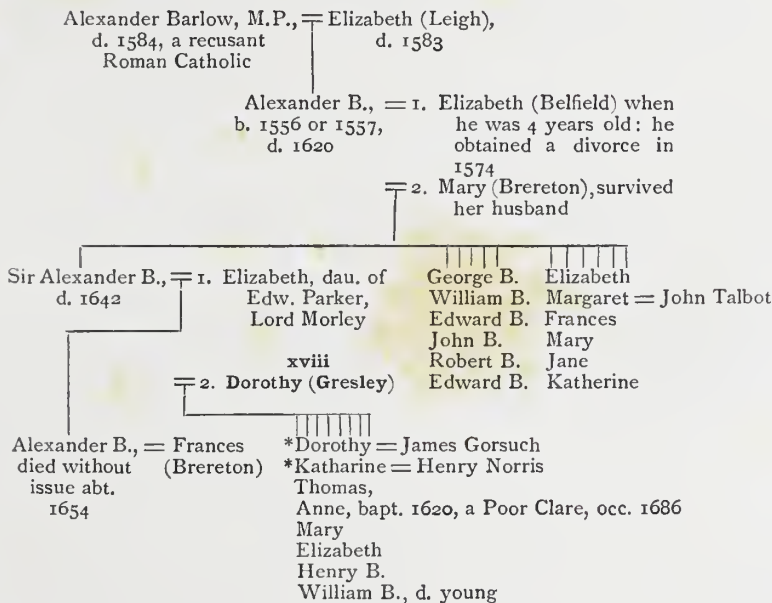 Alexander Barlow, M.P., = Elizabeth (Leigh),
d. 1584, a recusant d. 1583
Roman Catholic
Alexander B., = 1. Elizabeth (Belfield) when
b. 1556 or 1557, he was 4 years old: he
d. 1620 obtained a divorce in
1574
= 2. Mary (Brereton), survived
her husband
Sir Alexander B., = 1. Elizabeth, dau. of
d. 1642 Edw. Parker,
Lord Morley
George B. Elizabeth
William B. Margaret = John Talbot
Edward B. Frances
John B. Mary
Robert B. Jane
Edward B. Katherine
xviii
= 2. Dorothy (Gresley)
Alexander B., = Frances
died without (Brereton)
issue abt.
1654
*Dorothy = James Gorsuch
*Katharine = Henry Norris
Thomas,
Anne, bapt. 1620, a Poor Clare, occ. 1686
Mary
Elizabeth
Henry B.
William B., d. young